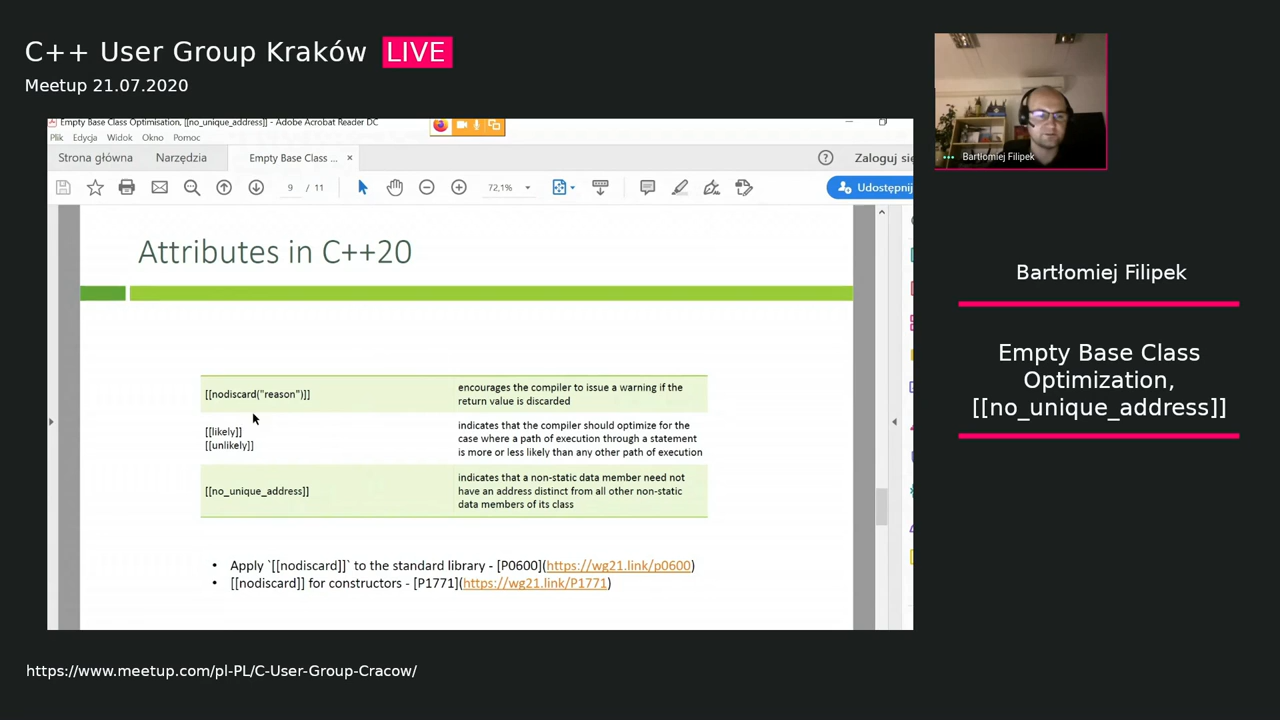 C++ User Group Kraków LIVE
Meetup 21.07.2020
Empty Base Class Optimisation, [[no_unique_address]] - Adobe Acrobat Reader DC
Plik Edycja Widok Okno Pomoc
Strona główna Narzędzia Empty Base Class ... × Zaloguj się
9 / 11 72,1% Udostępnij
Attributes in C++20
[[nodiscard("reason")]]
encourages the compiler to issue a warning if the
return value is discarded
[[likely]]
[[unlikely]]
indicates that the compiler should optimize for the
case where a path of execution through a statement
is more or less likely than any other path of execution
[[no_unique_address]]
indicates that a non-static data member need not
have an address distinct from all other non-static
data members of its class
• Apply `[[nodiscard]]` to the standard library - [P0600](https://wg21.link/p0600)
• [[nodiscard]] for constructors - [P1771](https://wg21.link/P1771)
Bartłomiej Filipek
Bartłomiej Filipek
Empty Base Class
Optimization,
[[no_unique_address]]
https://www.meetup.com/pl-PL/C-User-Group-Cracow/